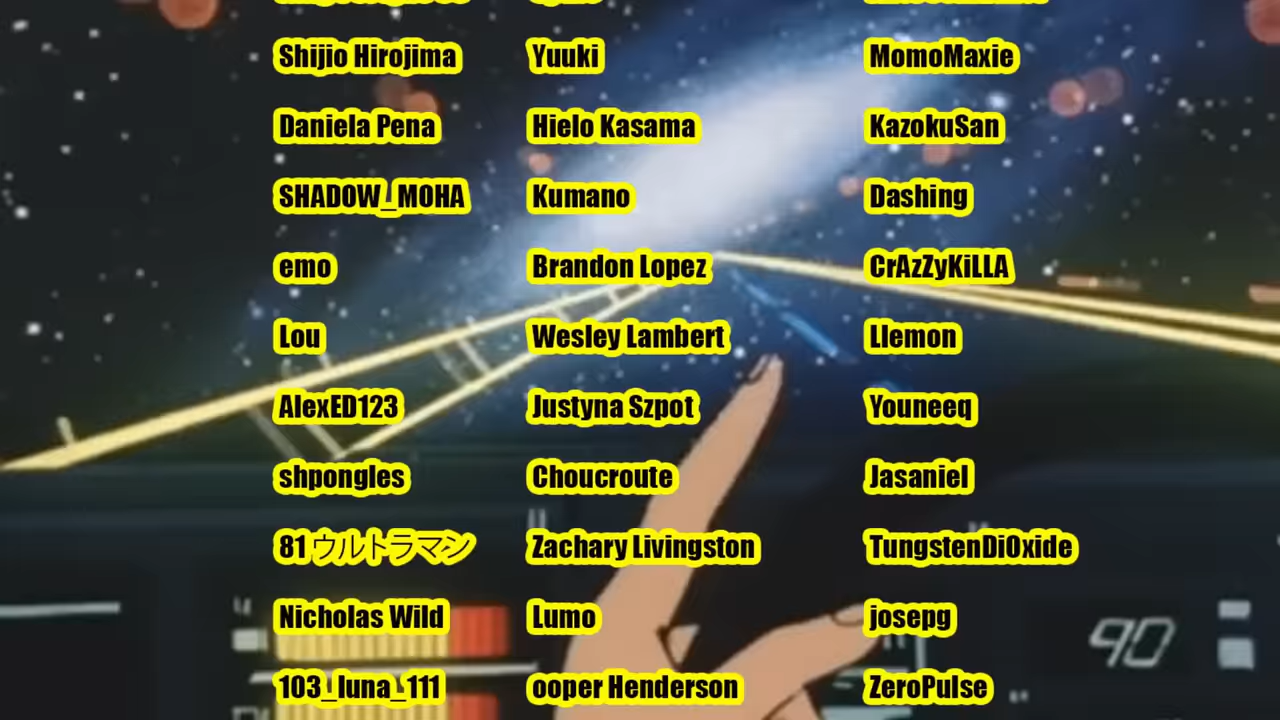 Shijio Hirojima Yuuki MomoMaxie
Daniela Pena Hielo Kasama KazokuSan
SHADOW_MOHA Kumano Dashing
emo Brandon Lopez CrAzZyKiLLA
Lou Wesley Lambert Llemon
AlexED123 Justyna Szpot Youneeq
shpongles Choucroute Jasaniel
81ウルトラマン Zachary Livingston TungstenDiOxide
Nicholas Wild Lumo josepg
90
103_luna_111 ooper Henderson ZeroPulse